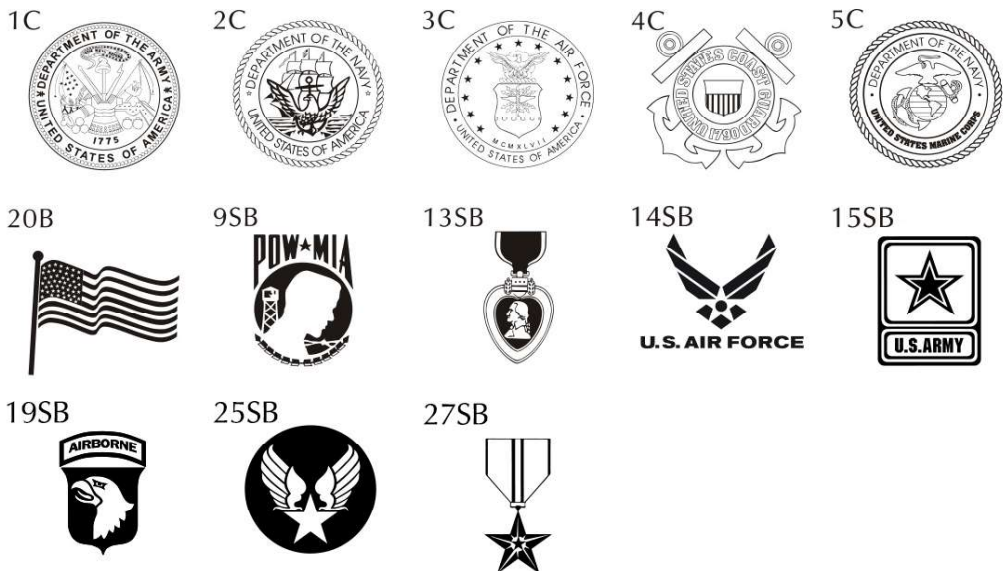 1C
2C
3C
4C
5C
DEPARTMENT OF THE ARMY
UNITED STATES OF AMERICA
1775
DEPARTMENT OF THE NAVY
UNITED STATES OF AMERICA
DEPARTMENT OF THE AIR FORCE
MCMXLVII
UNITED STATES OF AMERICA
UNITED STATES COAST GUARD
1790
DEPARTMENT OF THE NAVY
UNITED STATES MARINE CORPS
20B
9SB
13SB
14SB
15SB
POW★MIA
U.S. AIR FORCE
U.S. ARMY
19SB
25SB
27SB
AIRBORNE